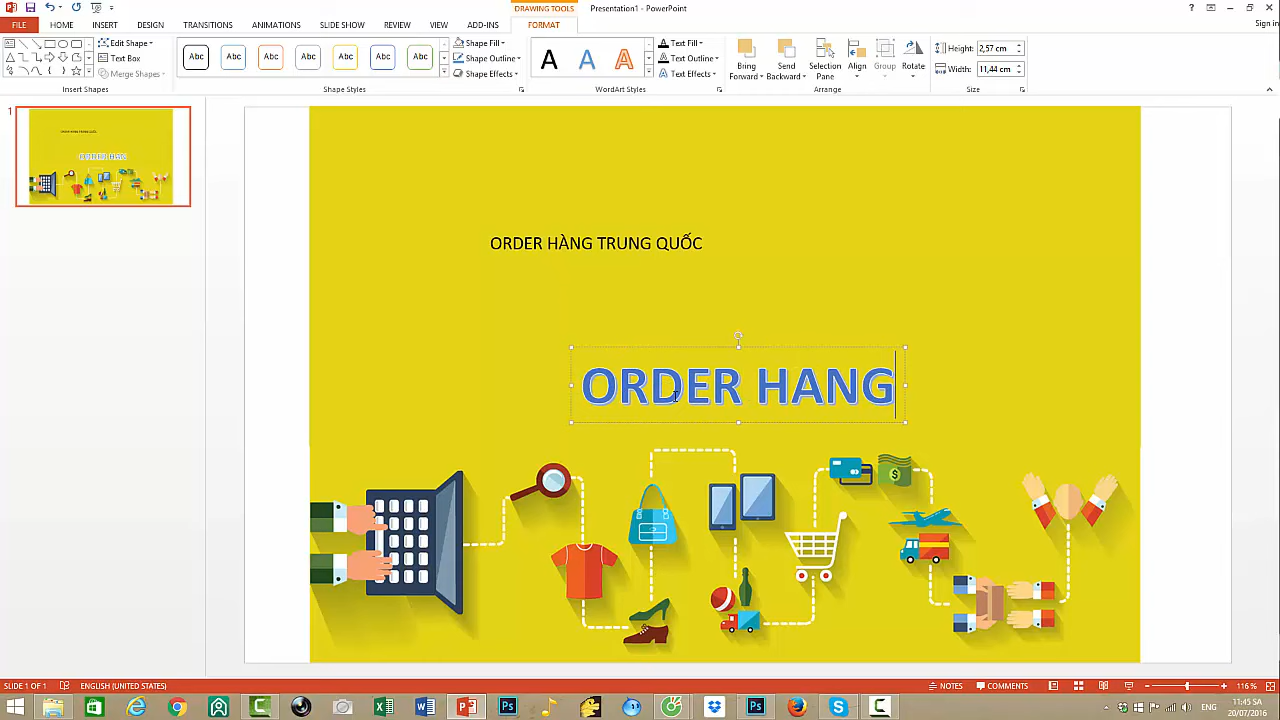 DRAWING TOOLS
Presentation1 - PowerPoint
FILE HOME INSERT DESIGN TRANSITIONS ANIMATIONS SLIDE SHOW REVIEW VIEW ADD-INS FORMAT
Sign in
Edit Shape
Text Box
Merge Shapes
Insert Shapes
Abc Abc Abc Abc Abc Abc Abc
Shape Fill
Shape Outline
Shape Effects
Shape Styles
A A A
Text Fill
Text Outline
Text Effects
WordArt Styles
Bring Forward
Send Backward
Selection Pane
Align
Group
Rotate
Arrange
Height: 2,57 cm
Width: 11,44 cm
Size
1
ORDER HANG
ORDER HÀNG TRUNG QUỐC
ORDER HANG
SLIDE 1 OF 1 ENGLISH (UNITED STATES) NOTES COMMENTS 116 %
ENG
11:45 SA
20/07/2016